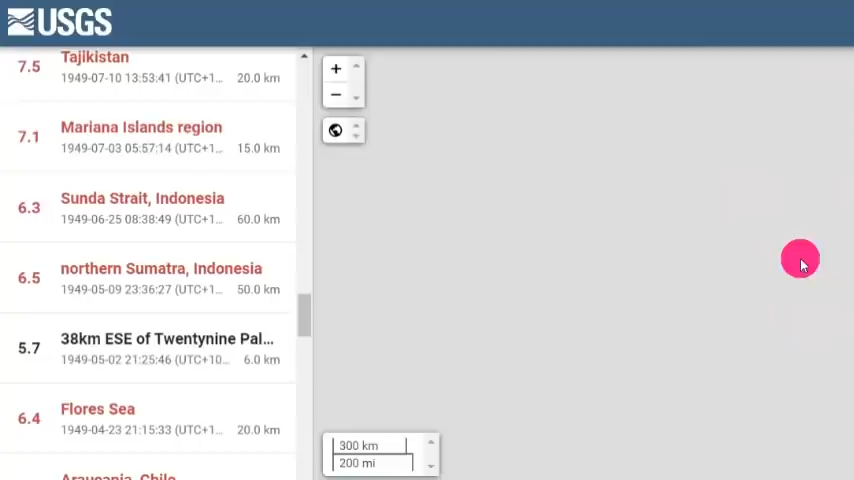 USGS
7.5
Tajikistan
1949-07-10 13:53:41 (UTC+1... 20.0 km
7.1
Mariana Islands region
1949-07-03 05:57:14 (UTC+1... 15.0 km
6.3
Sunda Strait, Indonesia
1949-06-25 08:38:49 (UTC+1... 60.0 km
6.5
northern Sumatra, Indonesia
1949-05-09 23:36:27 (UTC+1... 50.0 km
5.7
38km ESE of Twentynine Pal...
1949-05-02 21:25:46 (UTC+10... 6.0 km
6.4
Flores Sea
1949-04-23 21:15:33 (UTC+1... 20.0 km
Araucania, Chile
+
−
300 km
200 mi